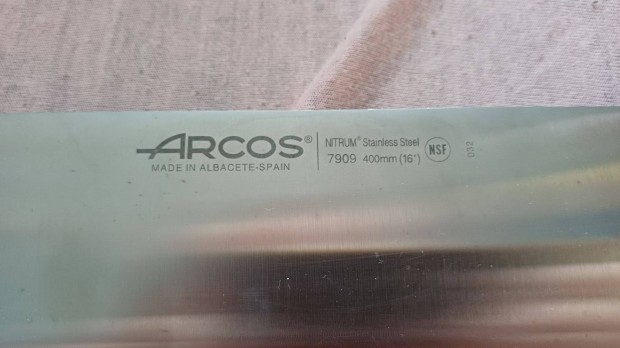 ARCOS®
MADE IN ALBACETE-SPAIN
NITRUM® Stainless Steel
7909 400mm (16")
NSF
032